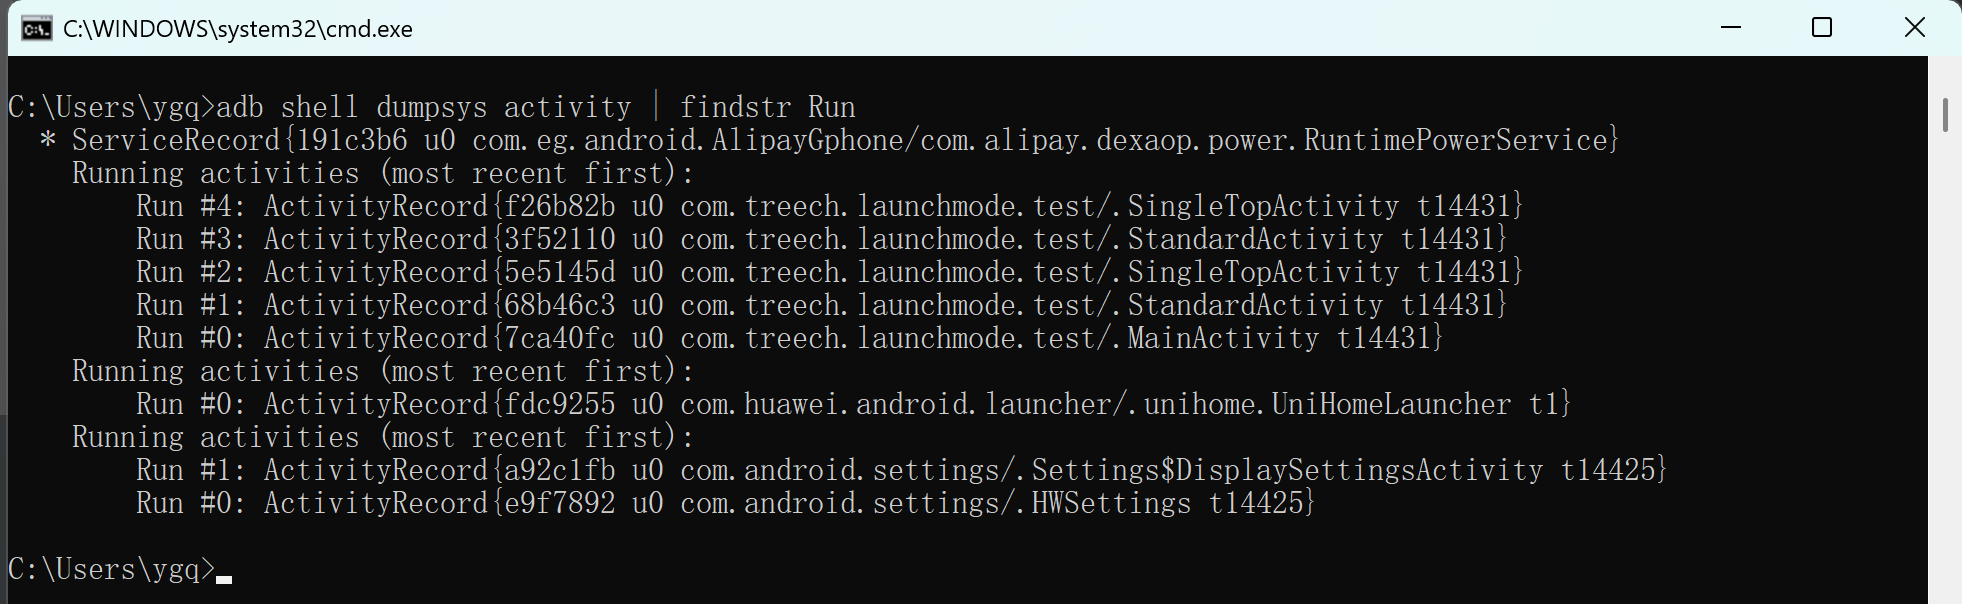 C:\WINDOWS\system32\cmd.exe
C:\Users\ygq>adb shell dumpsys activity | findstr Run
* ServiceRecord{191c3b6 u0 com.eg.android.AlipayGphone/com.alipay.dexaop.power.RuntimePowerService}
Running activities (most recent first):
Run #4: ActivityRecord{f26b82b u0 com.treech.launchmode.test/.SingleTopActivity t14431}
Run #3: ActivityRecord{3f52110 u0 com.treech.launchmode.test/.StandardActivity t14431}
Run #2: ActivityRecord{5e5145d u0 com.treech.launchmode.test/.SingleTopActivity t14431}
Run #1: ActivityRecord{68b46c3 u0 com.treech.launchmode.test/.StandardActivity t14431}
Run #0: ActivityRecord{7ca40fc u0 com.treech.launchmode.test/.MainActivity t14431}
Running activities (most recent first):
Run #0: ActivityRecord{fdc9255 u0 com.huawei.android.launcher/.unihome.UniHomeLauncher t1}
Running activities (most recent first):
Run #1: ActivityRecord{a92c1fb u0 com.android.settings/.Settings$DisplaySettingsActivity t14425}
Run #0: ActivityRecord{e9f7892 u0 com.android.settings/.HWSettings t14425}
C:\Users\ygq>